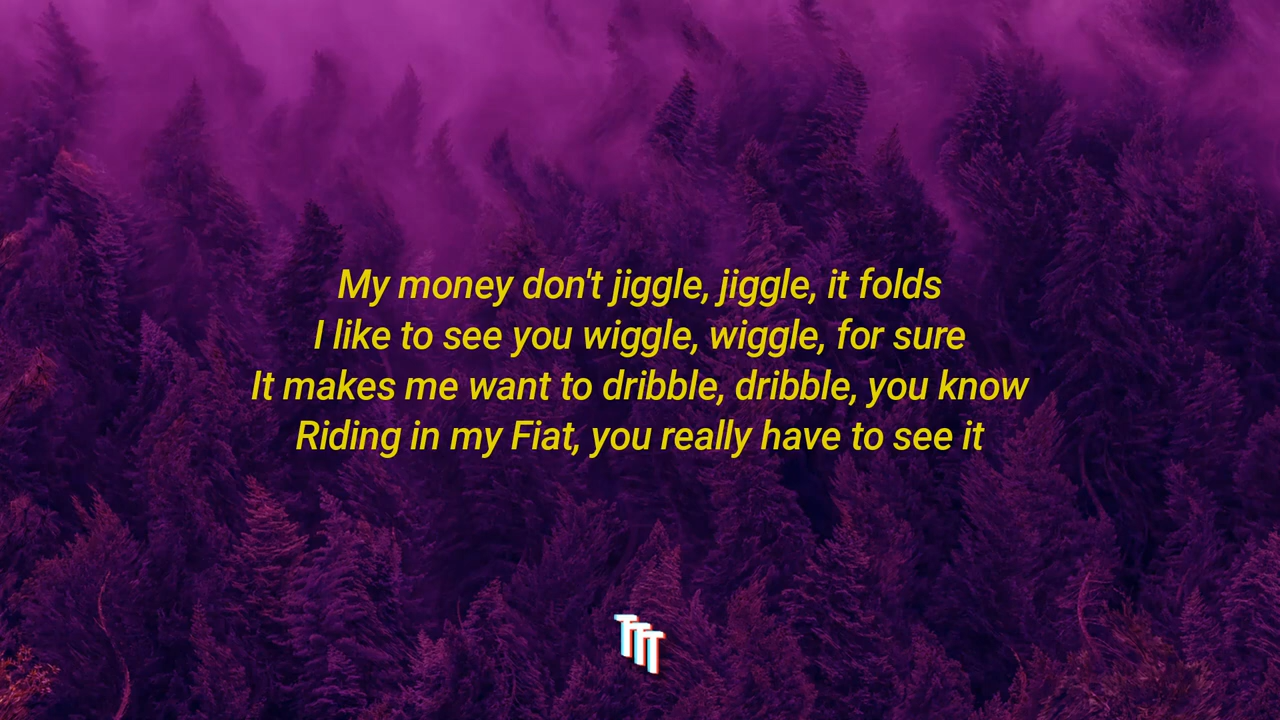 My money don't jiggle, jiggle, it folds
I like to see you wiggle, wiggle, for sure
It makes me want to dribble, dribble, you know
Riding in my Fiat, you really have to see it
TTT